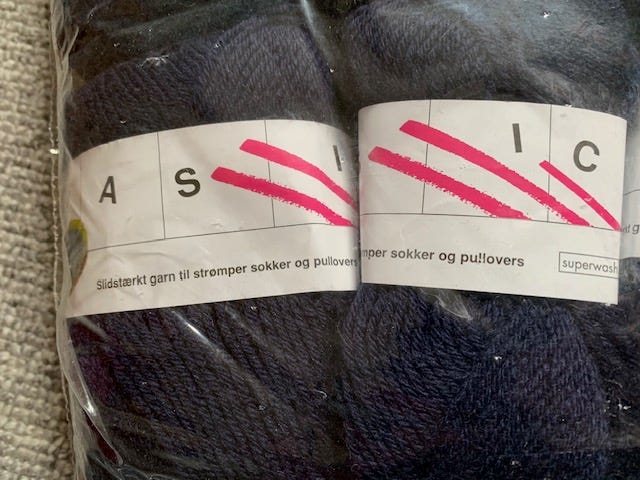 A S I
Slidstærkt garn til strømper sokker og pullovers
I C
mper sokker og pullovers
superwash